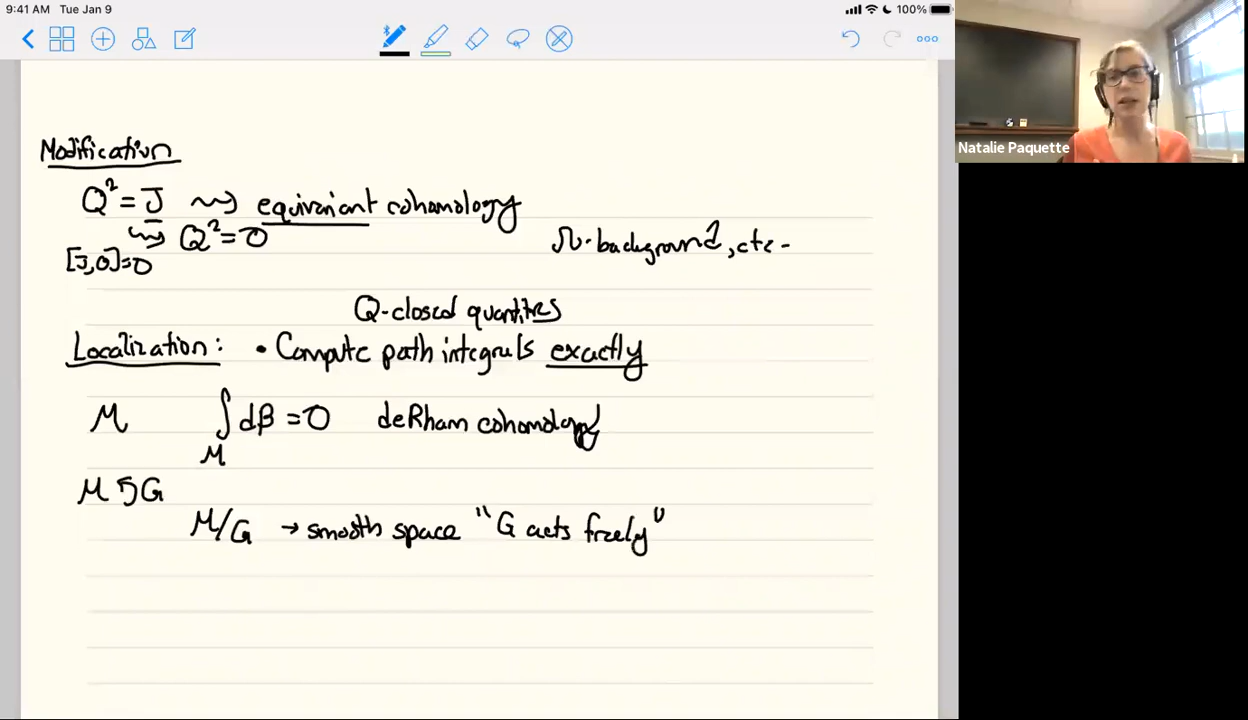 9:41 AM Tue Jan 9
100%
Natalie Paquette
Modification
Q² = J ⇝ equivariant cohomology
⇝ Q² = 0
Ω-background, etc -
[J,Q]=0
Q-closed quantities
Localization: • Compute path integrals exactly
M ∫_M dβ = 0 deRham cohomology
M ↺ G
M/G → smooth space "G acts freely"